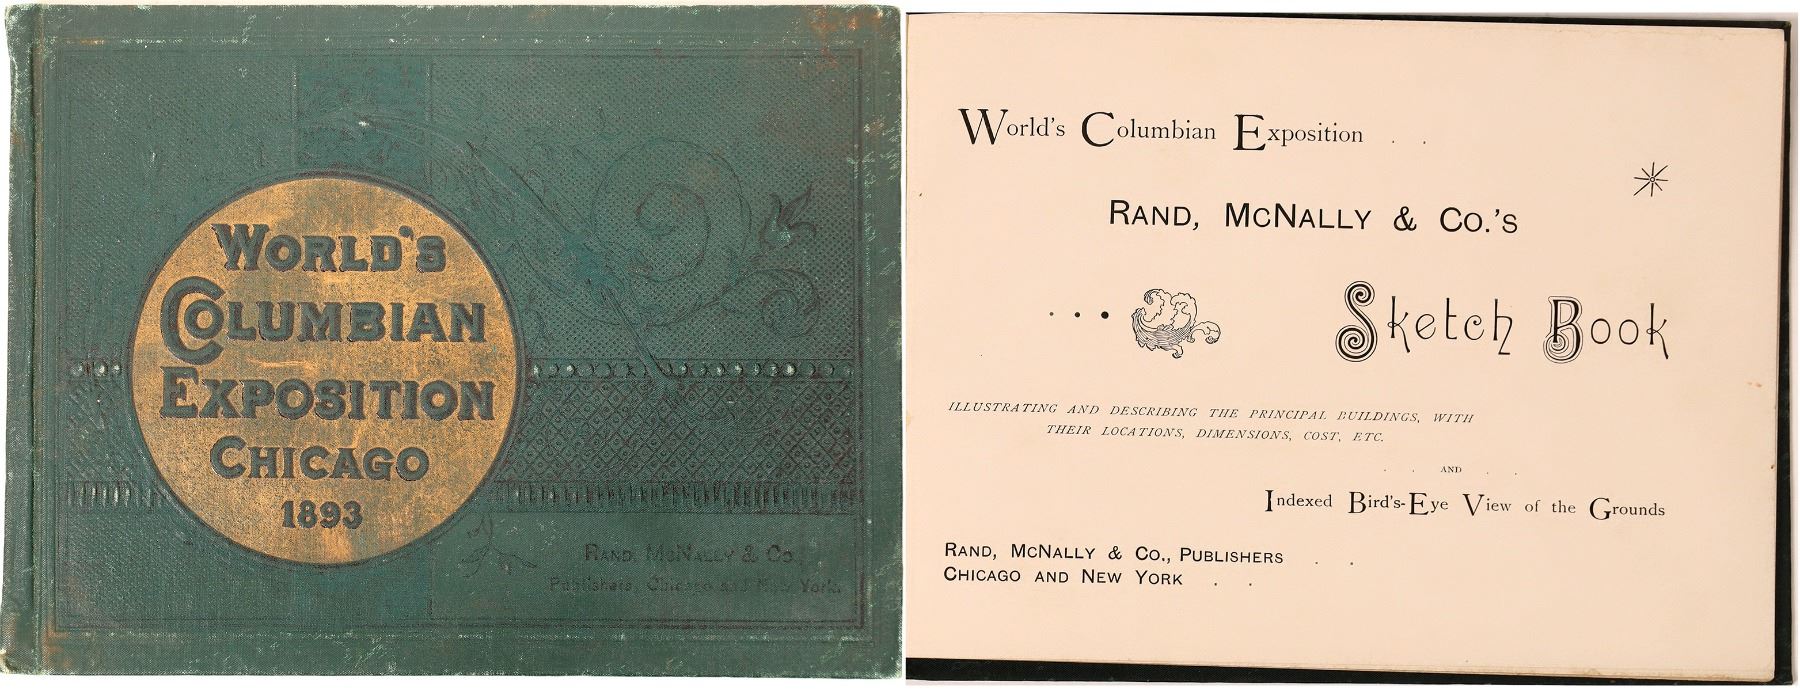 WORLD'S
COLUMBIAN
EXPOSITION
CHICAGO
1893
RAND, MCNALLY & CO.,
Publishers, Chicago and New York.
World's Columbian Exposition . .
RAND, MCNALLY & CO.'S
Sketch Book
ILLUSTRATING AND DESCRIBING THE PRINCIPAL BUILDINGS, WITH
THEIR LOCATIONS, DIMENSIONS, COST, ETC.
. . AND . .
Indexed Bird's-Eye View of the Grounds
RAND, MCNALLY & CO., PUBLISHERS . .
CHICAGO AND NEW YORK . .